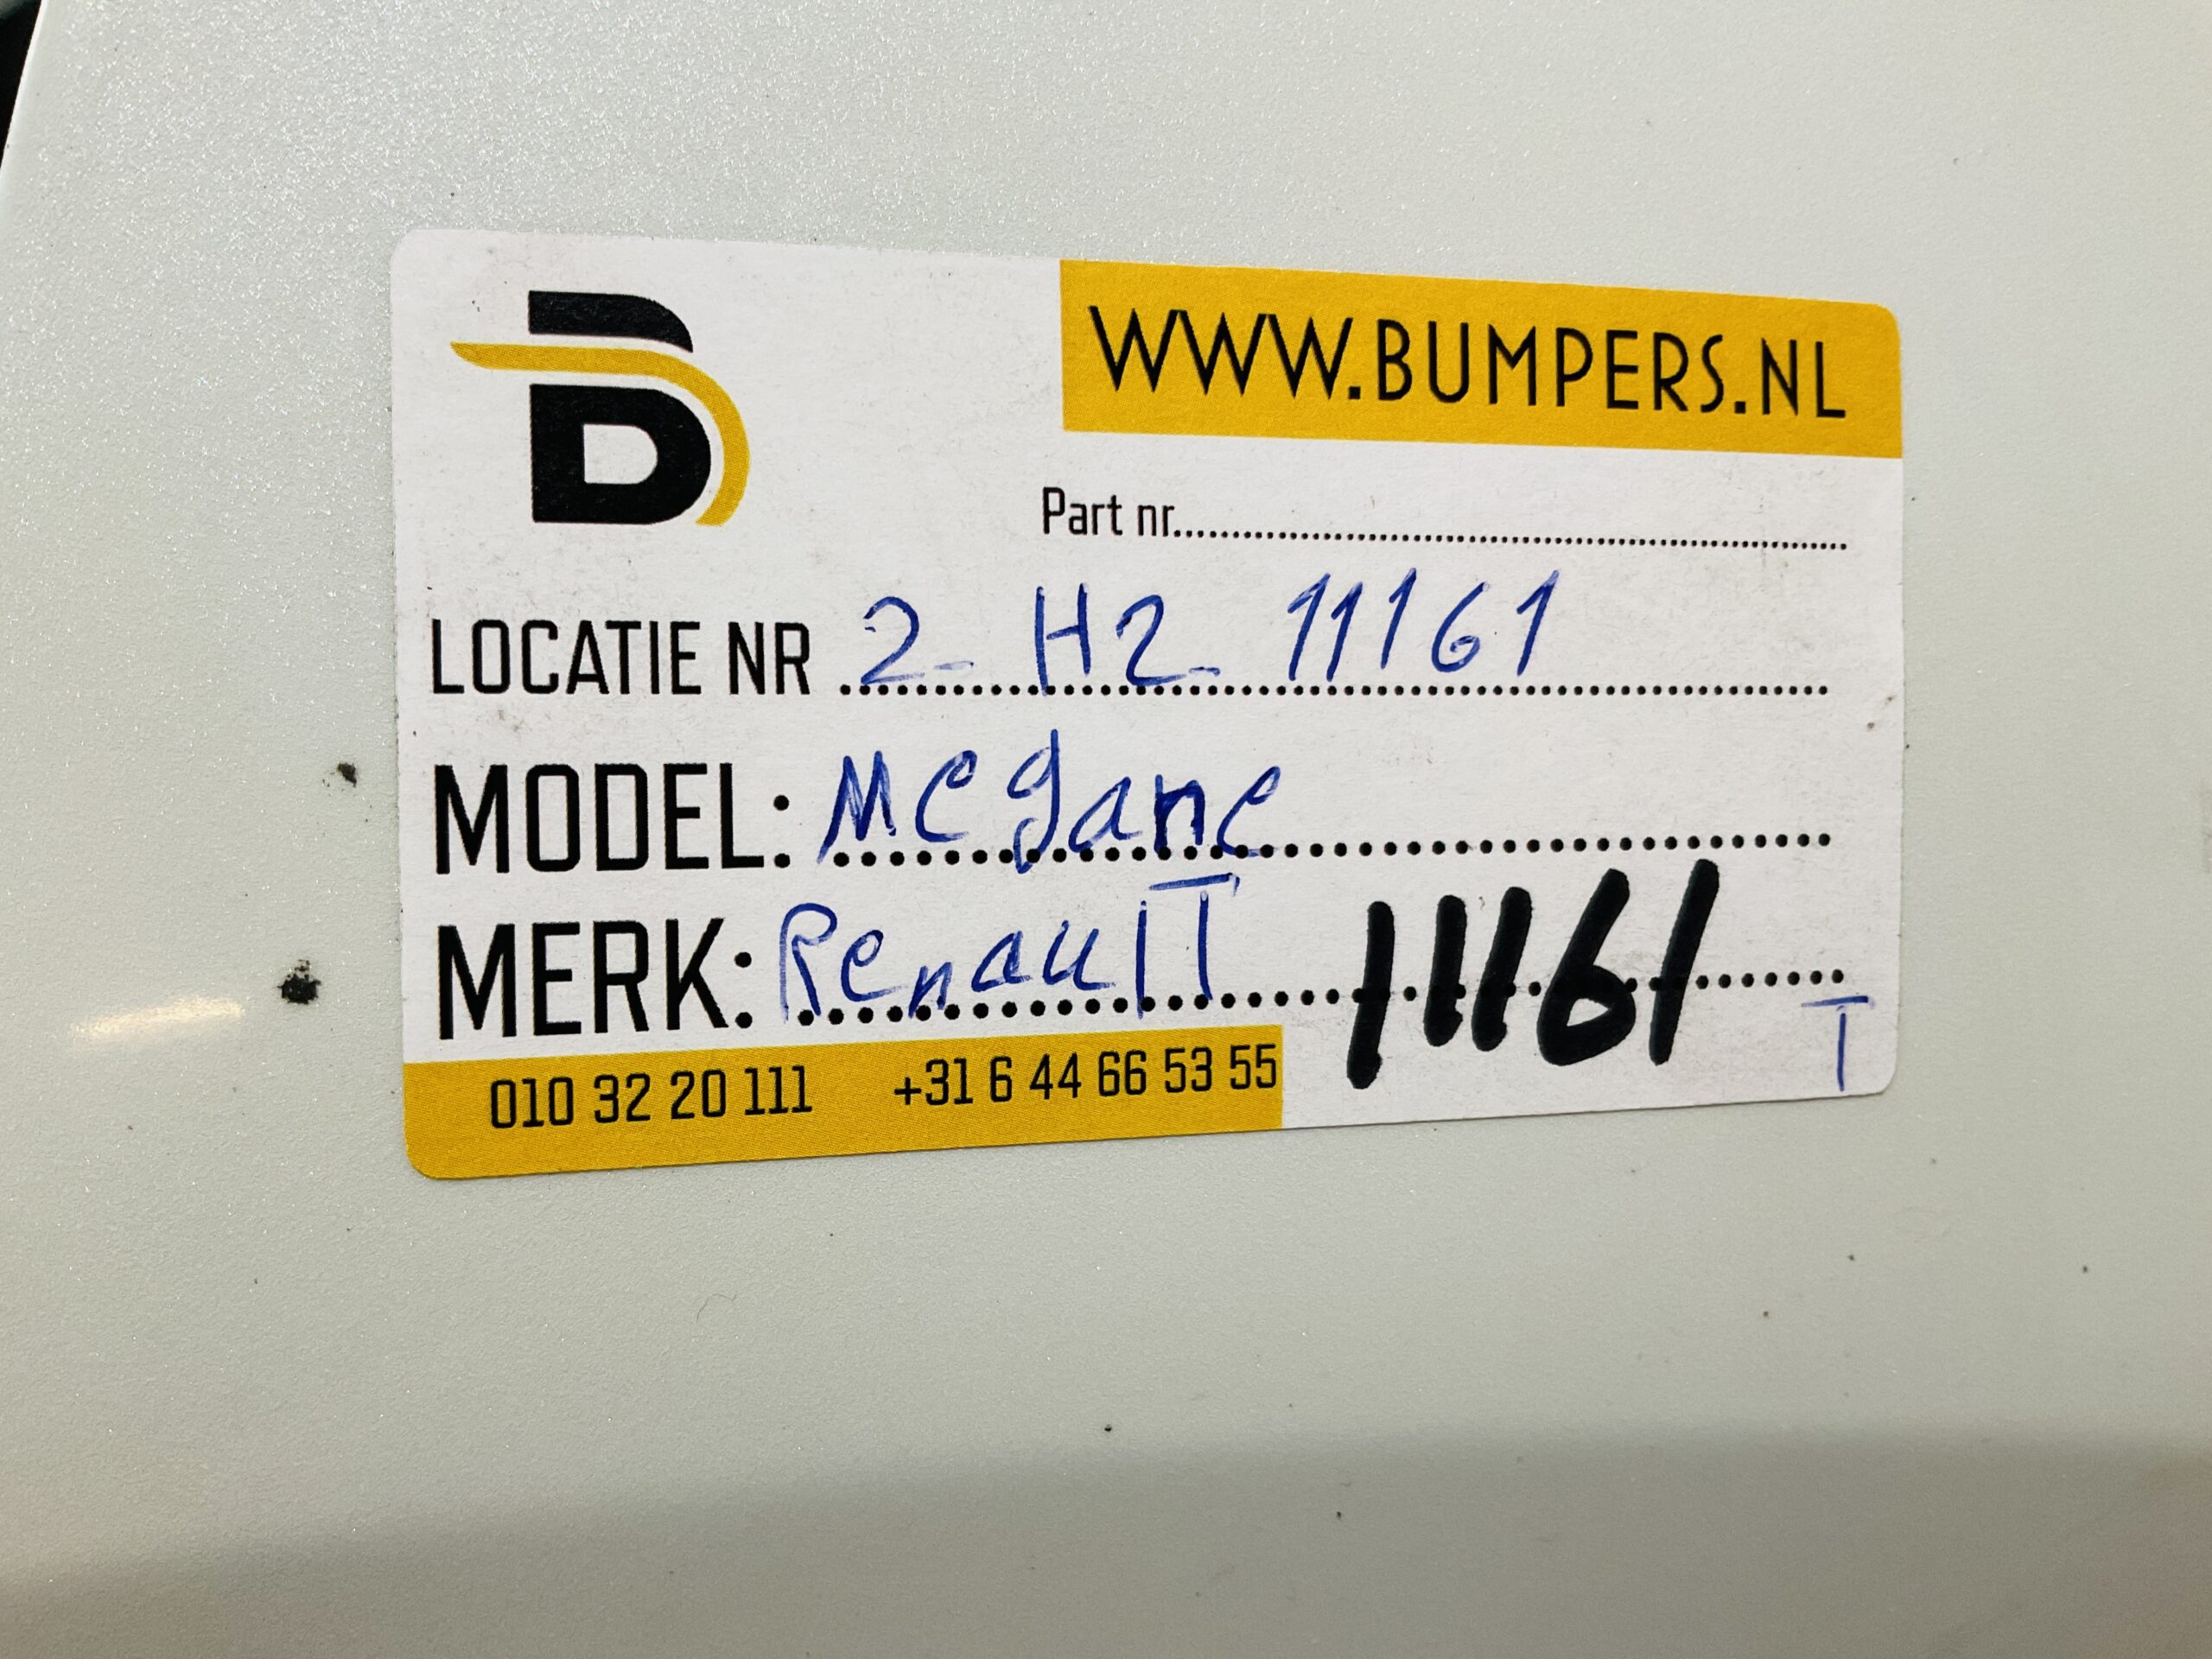 B
WWW.BUMPERS.NL
Part nr......................................................
LOCATIE NR 2- H2- 11161
MODEL: Megane
MERK: Renault 11161
T
010 32 20 111 +31 6 44 66 53 55